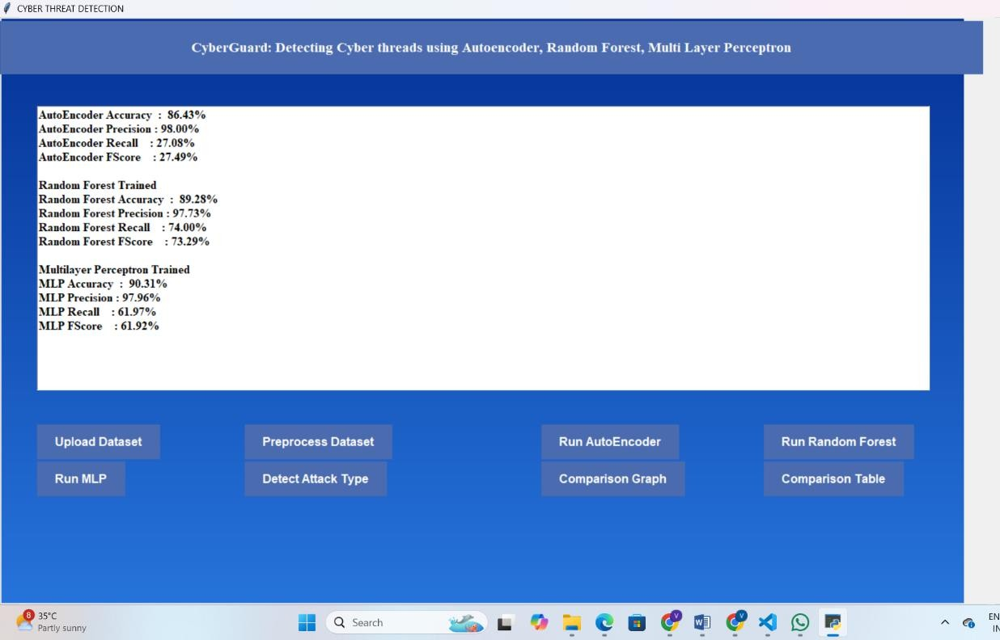 CYBER THREAT DETECTION
CyberGuard: Detecting Cyber threads using Autoencoder, Random Forest, Multi Layer Perceptron
AutoEncoder Accuracy : 86.43%
AutoEncoder Precision : 98.00%
AutoEncoder Recall : 27.08%
AutoEncoder FScore : 27.49%
Random Forest Trained
Random Forest Accuracy : 89.28%
Random Forest Precision : 97.73%
Random Forest Recall : 74.00%
Random Forest FScore : 73.29%
Multilayer Perceptron Trained
MLP Accuracy : 90.31%
MLP Precision : 97.96%
MLP Recall : 61.97%
MLP FScore : 61.92%
Upload Dataset Preprocess Dataset Run AutoEncoder Run Random Forest
Run MLP Detect Attack Type Comparison Graph Comparison Table
8 35°C
Partly sunny
Search
V
V
W
EN
IN